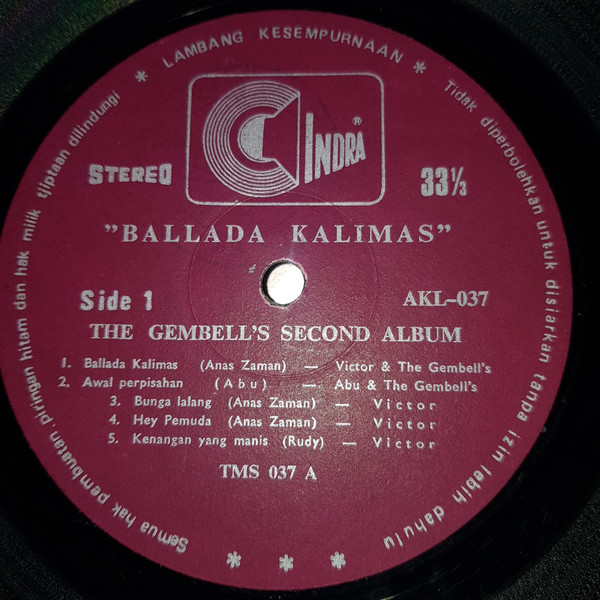 * LAMBANG KESEMPURNAAN *
C INDRA ®
STEREO
33⅓
"BALLADA KALIMAS"
Side 1
AKL-037
THE GEMBELL'S SECOND ALBUM
1. Ballada Kalimas (Anas Zaman) — Victor & The Gembell's
2. Awal perpisahan (Abu) — Abu & The Gembell's
3. Bunga lalang (Anas Zaman) — Victor
4. Hey Pemuda (Anas Zaman) — Victor
5. Kenangan yang manis (Rudy) — Victor
TMS 037 A
Semua hak pembuatan piringan hitam dan hak milik tjiptaan dilindungi
Tidak diperbolehkan untuk disiarkan tanpa izin lebih dahulu
* * *